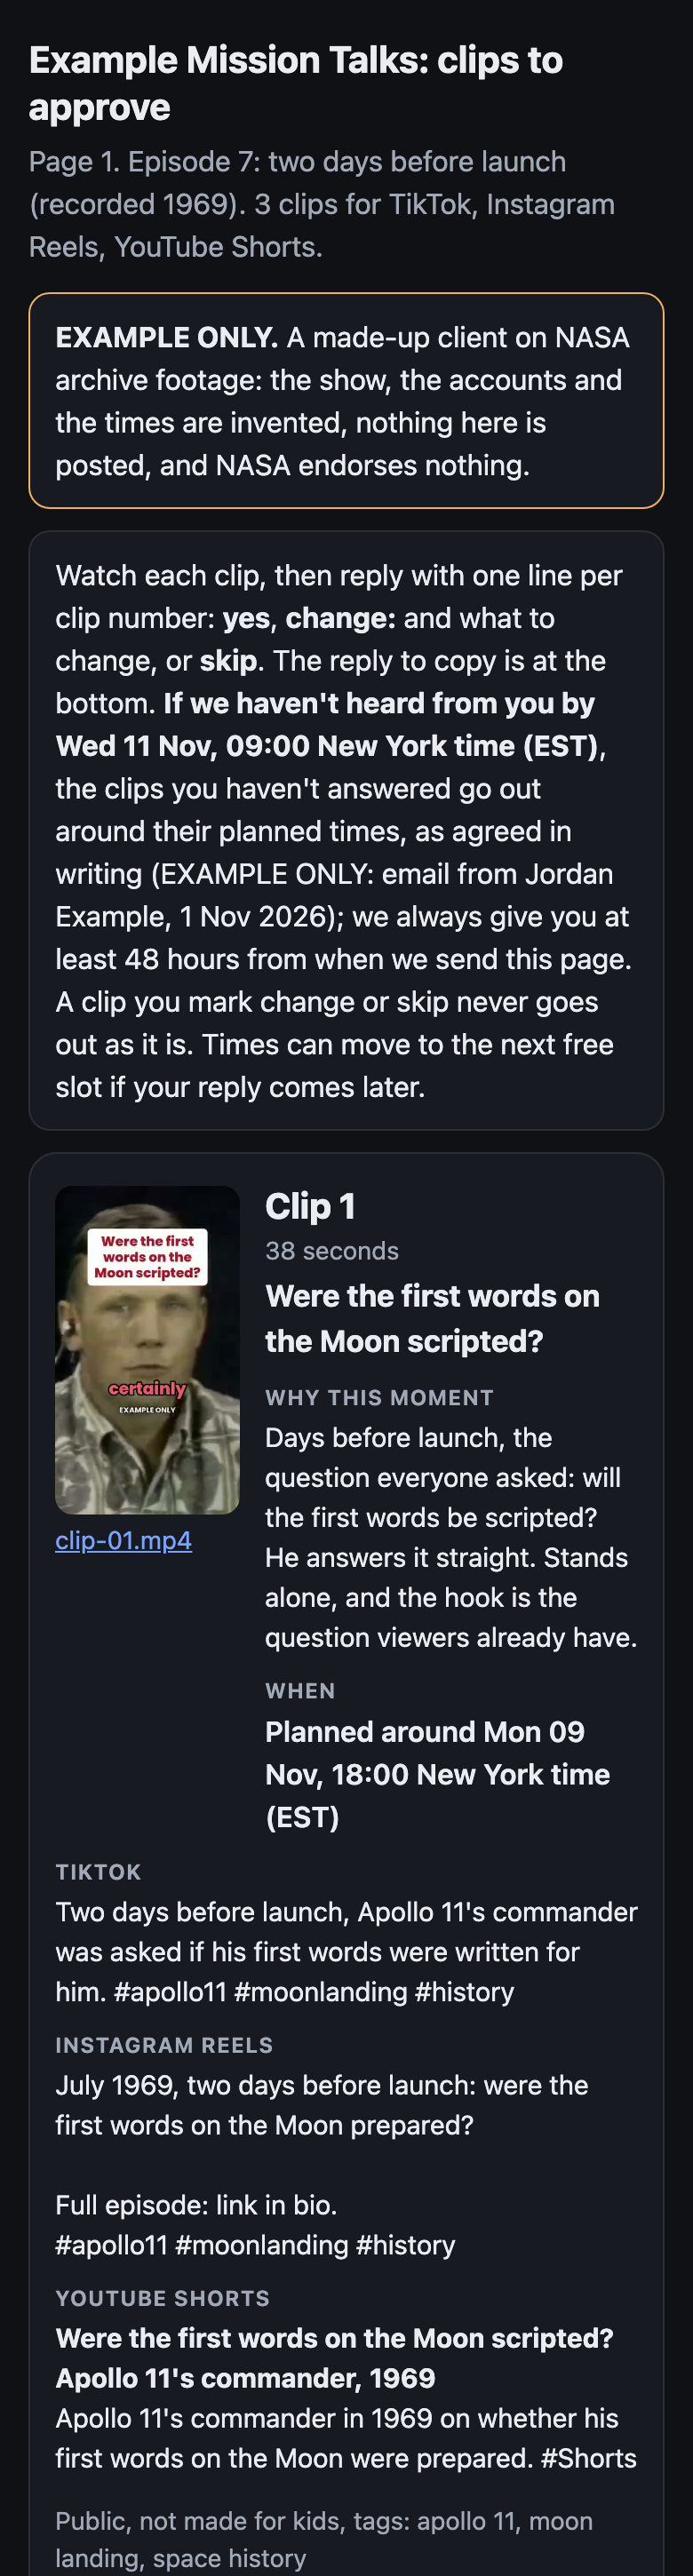 Example Mission Talks: clips to
approve
Page 1. Episode 7: two days before launch
(recorded 1969). 3 clips for TikTok, Instagram
Reels, YouTube Shorts.
EXAMPLE ONLY. A made-up client on NASA
archive footage: the show, the accounts and
the times are invented, nothing here is
posted, and NASA endorses nothing.
Watch each clip, then reply with one line per
clip number: yes, change: and what to
change, or skip. The reply to copy is at the
bottom. If we haven't heard from you by
Wed 11 Nov, 09:00 New York time (EST),
the clips you haven't answered go out
around their planned times, as agreed in
writing (EXAMPLE ONLY: email from Jordan
Example, 1 Nov 2026); we always give you at
least 48 hours from when we send this page.
A clip you mark change or skip never goes
out as it is. Times can move to the next free
slot if your reply comes later.
Were the first
words on the
Moon scripted?
certainly
EXAMPLE ONLY
clip-01.mp4
Clip 1
38 seconds
Were the first words on
the Moon scripted?
WHY THIS MOMENT
Days before launch, the
question everyone asked: will
the first words be scripted?
He answers it straight. Stands
alone, and the hook is the
question viewers already have.
WHEN
Planned around Mon 09
Nov, 18:00 New York time
(EST)
TIKTOK
Two days before launch, Apollo 11's commander
was asked if his first words were written for
him. #apollo11 #moonlanding #history
INSTAGRAM REELS
July 1969, two days before launch: were the
first words on the Moon prepared?
Full episode: link in bio.
#apollo11 #moonlanding #history
YOUTUBE SHORTS
Were the first words on the Moon scripted?
Apollo 11's commander, 1969
Apollo 11's commander in 1969 on whether his
first words on the Moon were prepared. #Shorts
Public, not made for kids, tags: apollo 11, moon
landing, space history